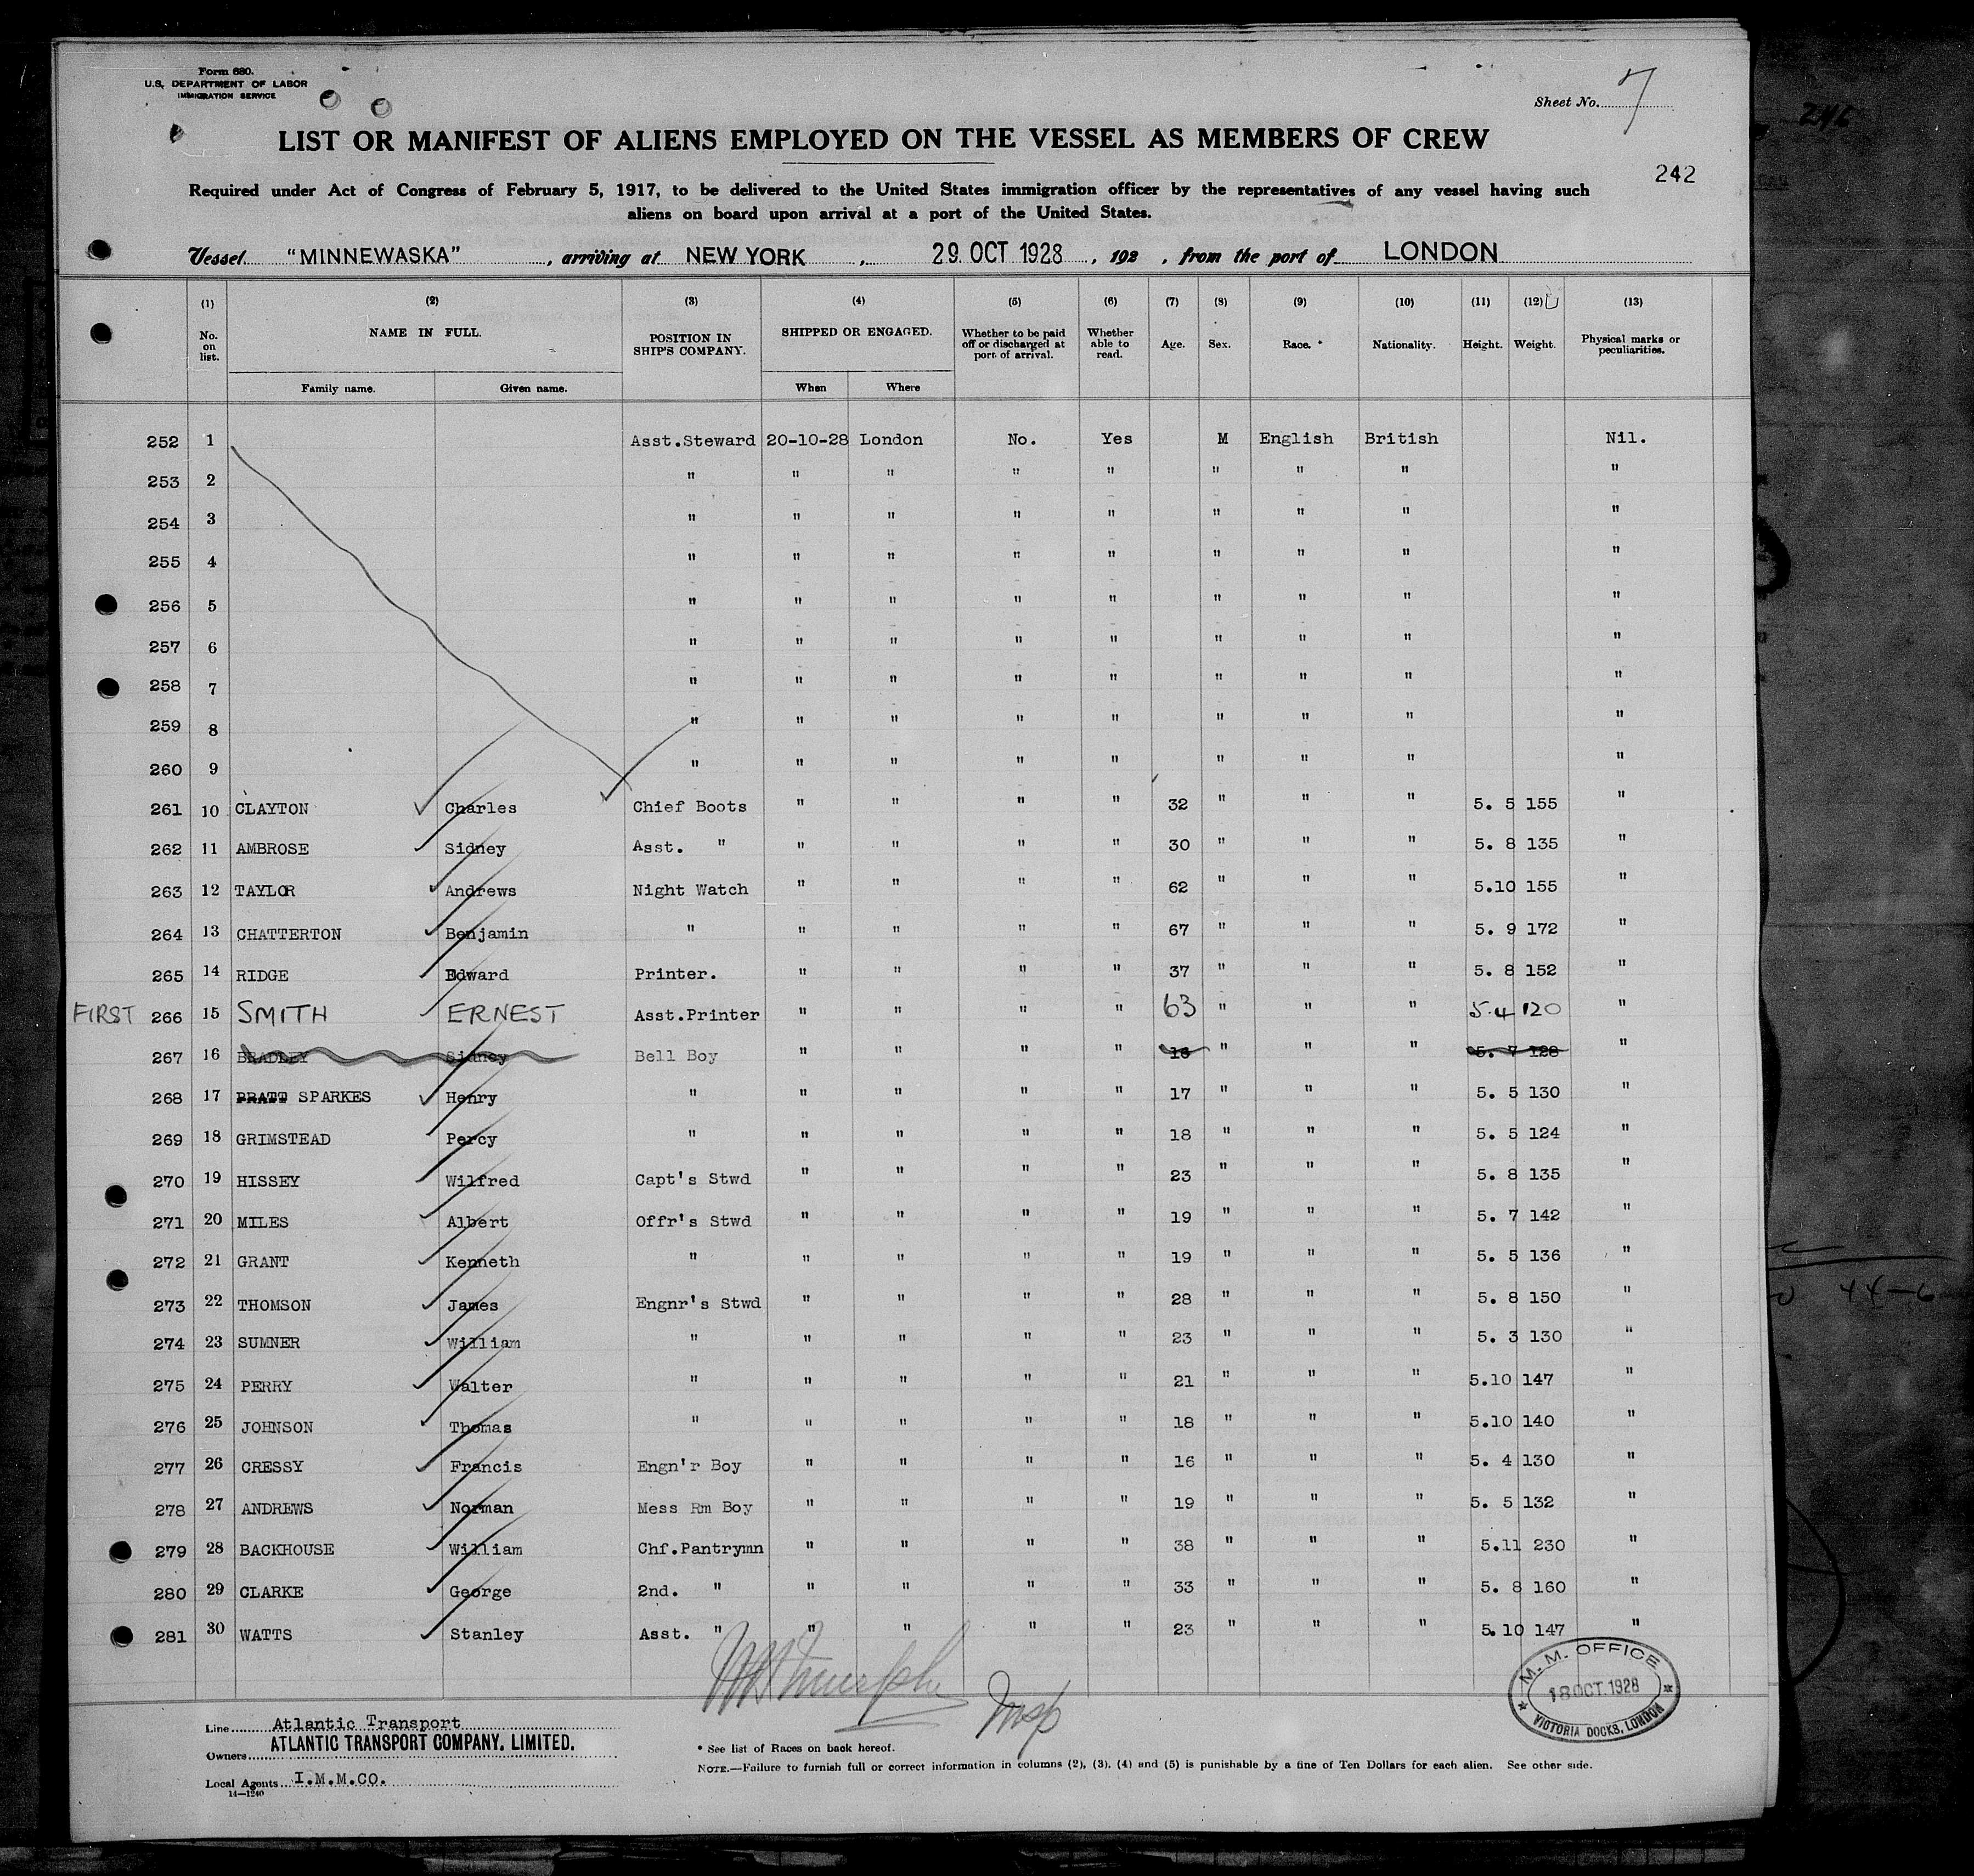 Form 680.
U.S. DEPARTMENT OF LABOR
IMMIGRATION SERVICE
Sheet No. 7
LIST OR MANIFEST OF ALIENS EMPLOYED ON THE VESSEL AS MEMBERS OF CREW
242
Required under Act of Congress of February 5, 1917, to be delivered to the United States immigration officer by the representatives of any vessel having such
aliens on board upon arrival at a port of the United States.
Vessel "MINNEWASKA", arriving at NEW YORK, 29 OCT 1928, 192 , from the port of LONDON
(1) (2) (3) (4) (5) (6) (7) (8) (9) (10) (11) (12) (13)
No. on list. NAME IN FULL. POSITION IN SHIP'S COMPANY. SHIPPED OR ENGAGED. Whether to be paid off or discharged at port of arrival. Whether able to read. Age. Sex. Race.* Nationality. Height. Weight. Physical marks or peculiarities.
Family name. Given name. When Where
252 1 Asst.Steward 20-10-28 London No. Yes M English British Nil.
253 2 " " " " " " " " "
254 3 " " " " " " " " "
255 4 " " " " " " " " "
256 5 " " " " " " " " "
257 6 " " " " " " " " "
258 7 " " " " " " " " "
259 8 " " " " " " " " "
260 9 " " " " " " " " "
261 10 CLAYTON Charles Chief Boots " " " " 32 " " " 5. 5 155 "
262 11 AMBROSE Sidney Asst. " " " " " 30 " " " 5. 8 135 "
263 12 TAYLOR Andrews Night Watch " " " " 62 " " " 5.10 155 "
264 13 CHATTERTON Benjamin " " " " " 67 " " " 5. 9 172 "
265 14 RIDGE Edward Printer. " " " " 37 " " " 5. 8 152 "
FIRST 266 15 SMITH ERNEST Asst.Printer " " " " 63 " " " 5.4 120 "
267 16 BRADLEY Sidney Bell Boy " " " " 16 " " " 5. 7 128 "
268 17 PRATT SPARKES Henry " " " " " 17 " " " 5. 5 130 "
269 18 GRIMSTEAD Percy " " " " " 18 " " " 5. 5 124 "
270 19 HISSEY Wilfred Capt's Stwd " " " " 23 " " " 5. 8 135 "
271 20 MILES Albert Offr's Stwd " " " " 19 " " " 5. 7 142 "
272 21 GRANT Kenneth " " " " " 19 " " " 5. 5 136 "
273 22 THOMSON James Engnr's Stwd " " " " 28 " " " 5. 8 150 "
274 23 SUMNER William " " " " " 23 " " " 5. 3 130 "
275 24 PERRY Walter " " " " " 21 " " " 5.10 147 "
276 25 JOHNSON Thomas " " " " " 18 " " " 5.10 140 "
277 26 CRESSY Francis Engn'r Boy " " " " 16 " " " 5. 4 130 "
278 27 ANDREWS Norman Mess Rm Boy " " " " 19 " " " 5. 5 132 "
279 28 BACKHOUSE William Chf.Pantrymn " " " " 38 " " " 5.11 230 "
280 29 CLARKE George 2nd. " " " " " 33 " " " 5. 8 160 "
281 30 WATTS Stanley Asst. " " " " " 23 " " " 5.10 147 "
M. M. OFFICE
18 OCT. 1928
VICTORIA DOCKS, LONDON
Line Atlantic Transport
Owners ATLANTIC TRANSPORT COMPANY, LIMITED.
Local Agents I.M.M.CO.
14—1240
* See list of Races on back hereof.
NOTE.—Failure to furnish full or correct information in columns (2), (3), (4) and (5) is punishable by a fine of Ten Dollars for each alien. See other side.
44-6